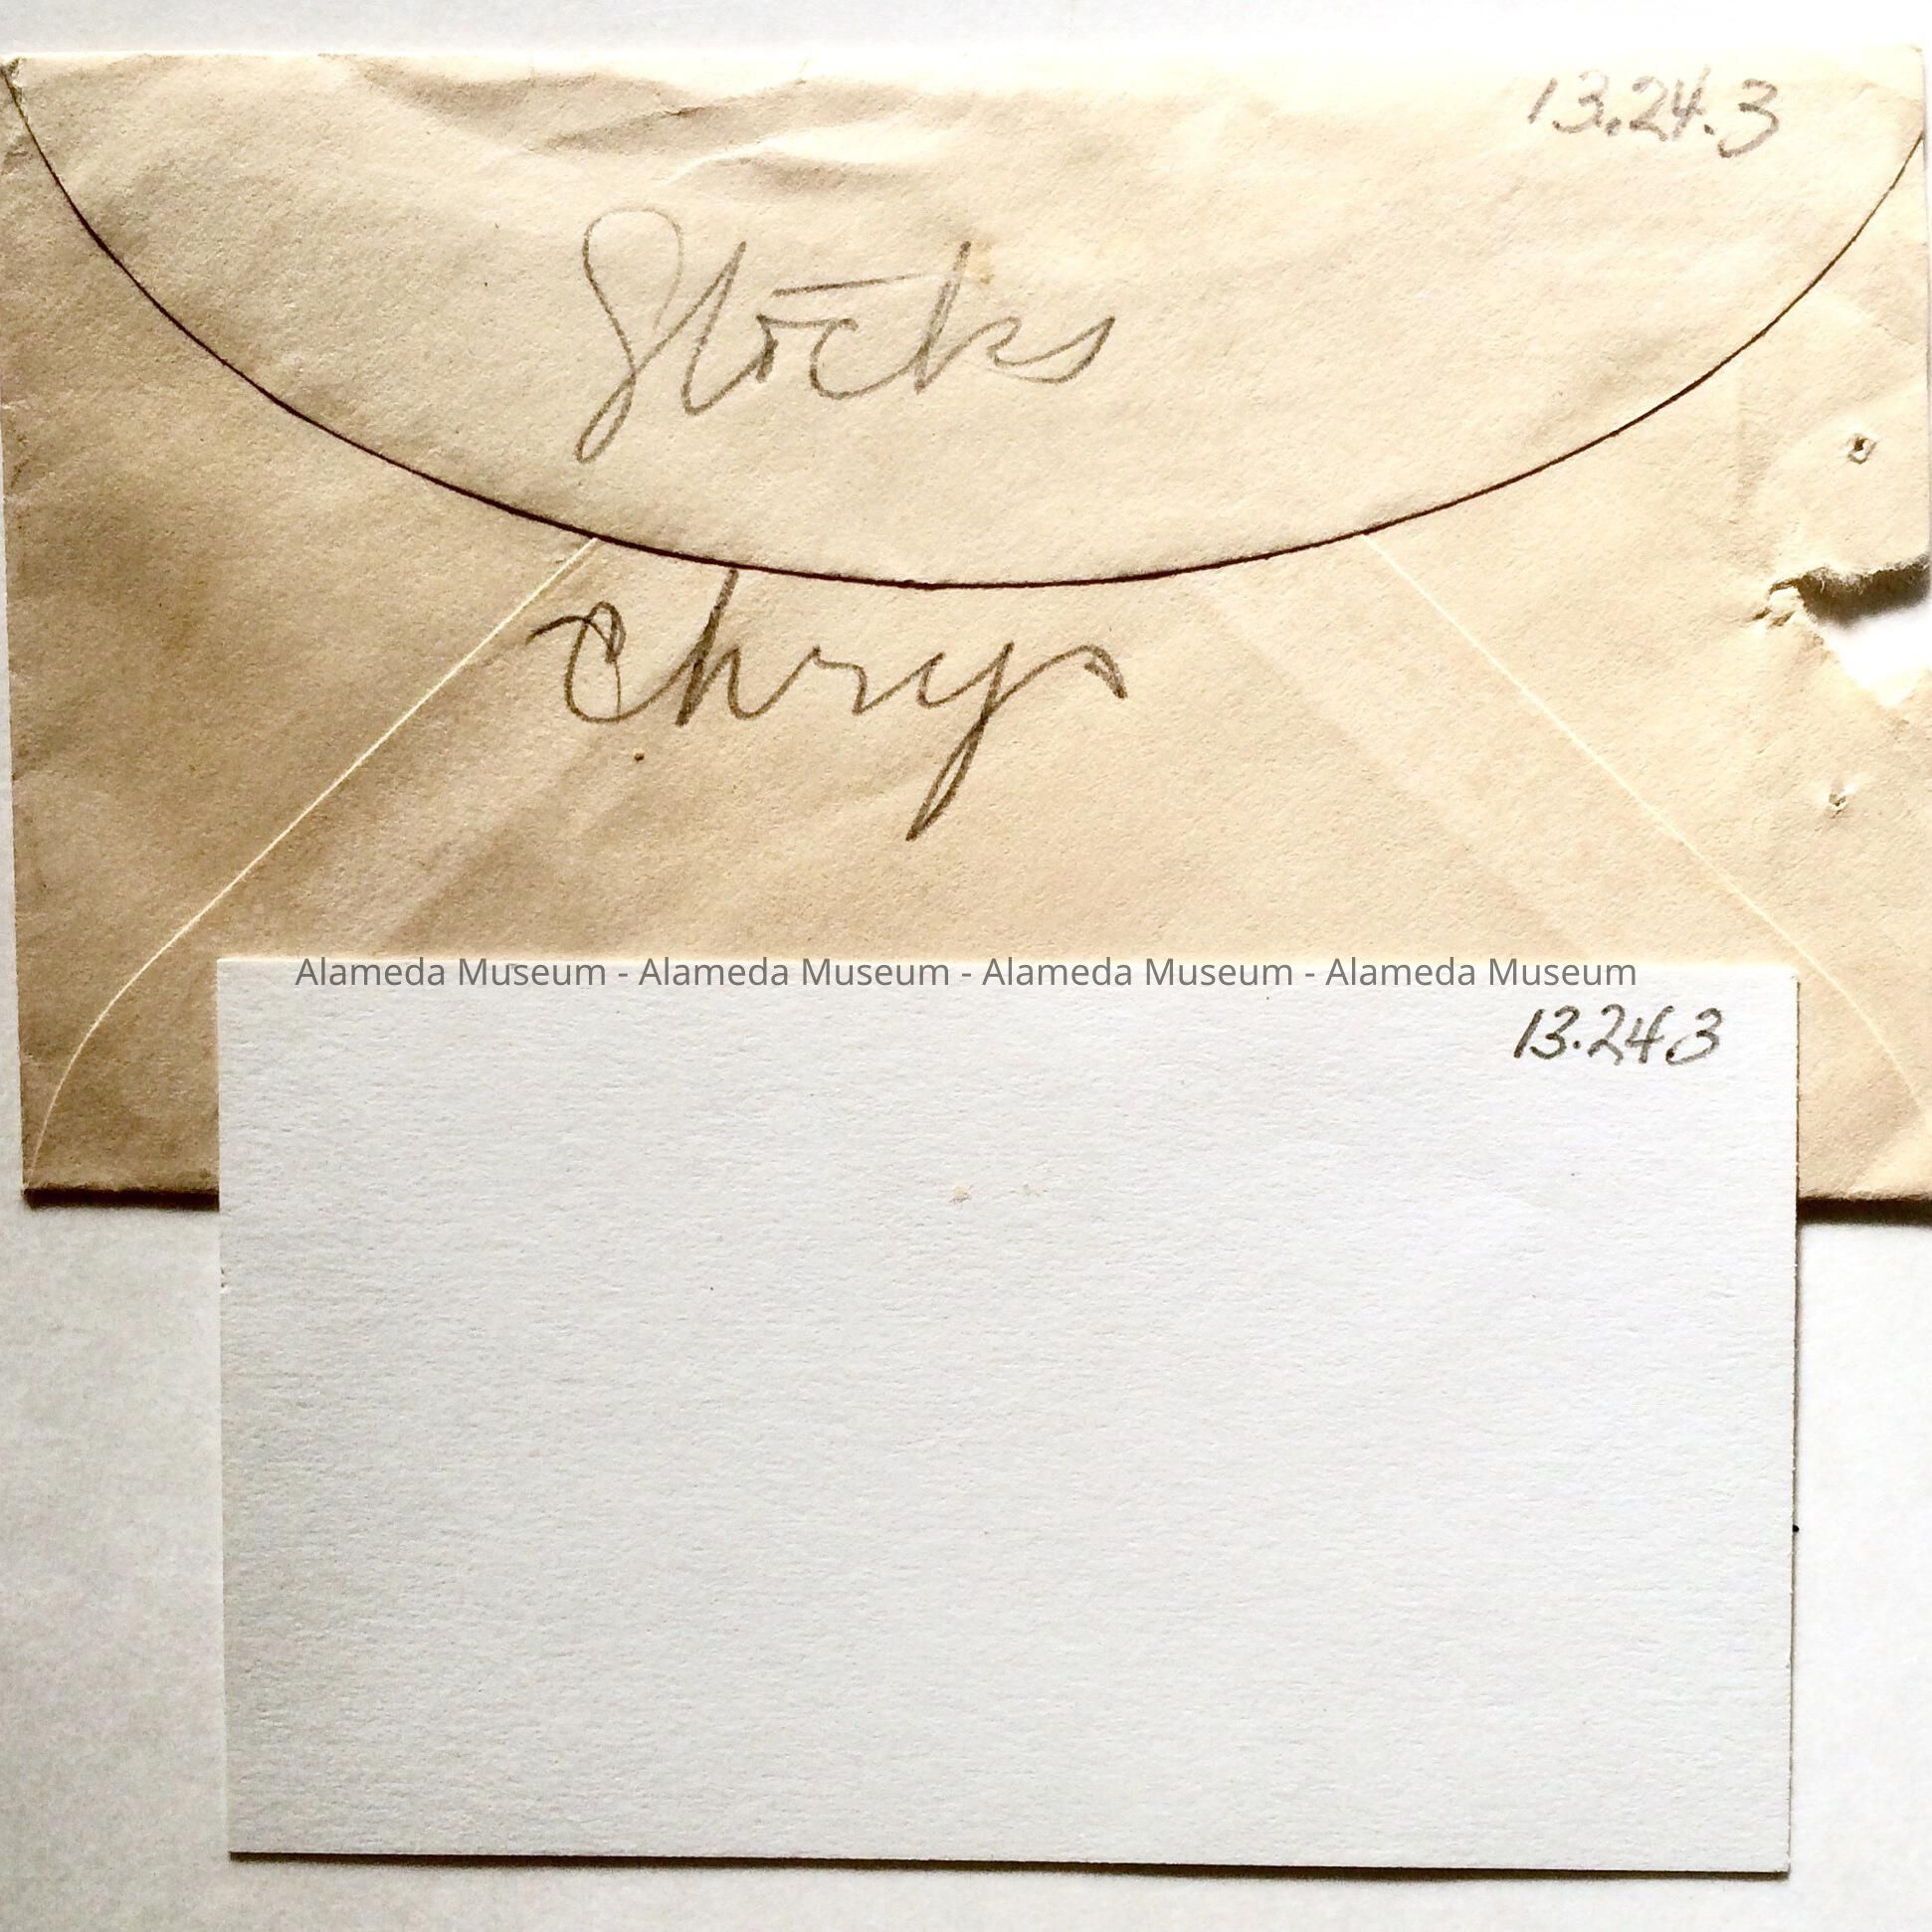 13.24.3
Stocks
Chrys
Alameda Museum - Alameda Museum - Alameda Museum - Alameda Museum
13.24.3